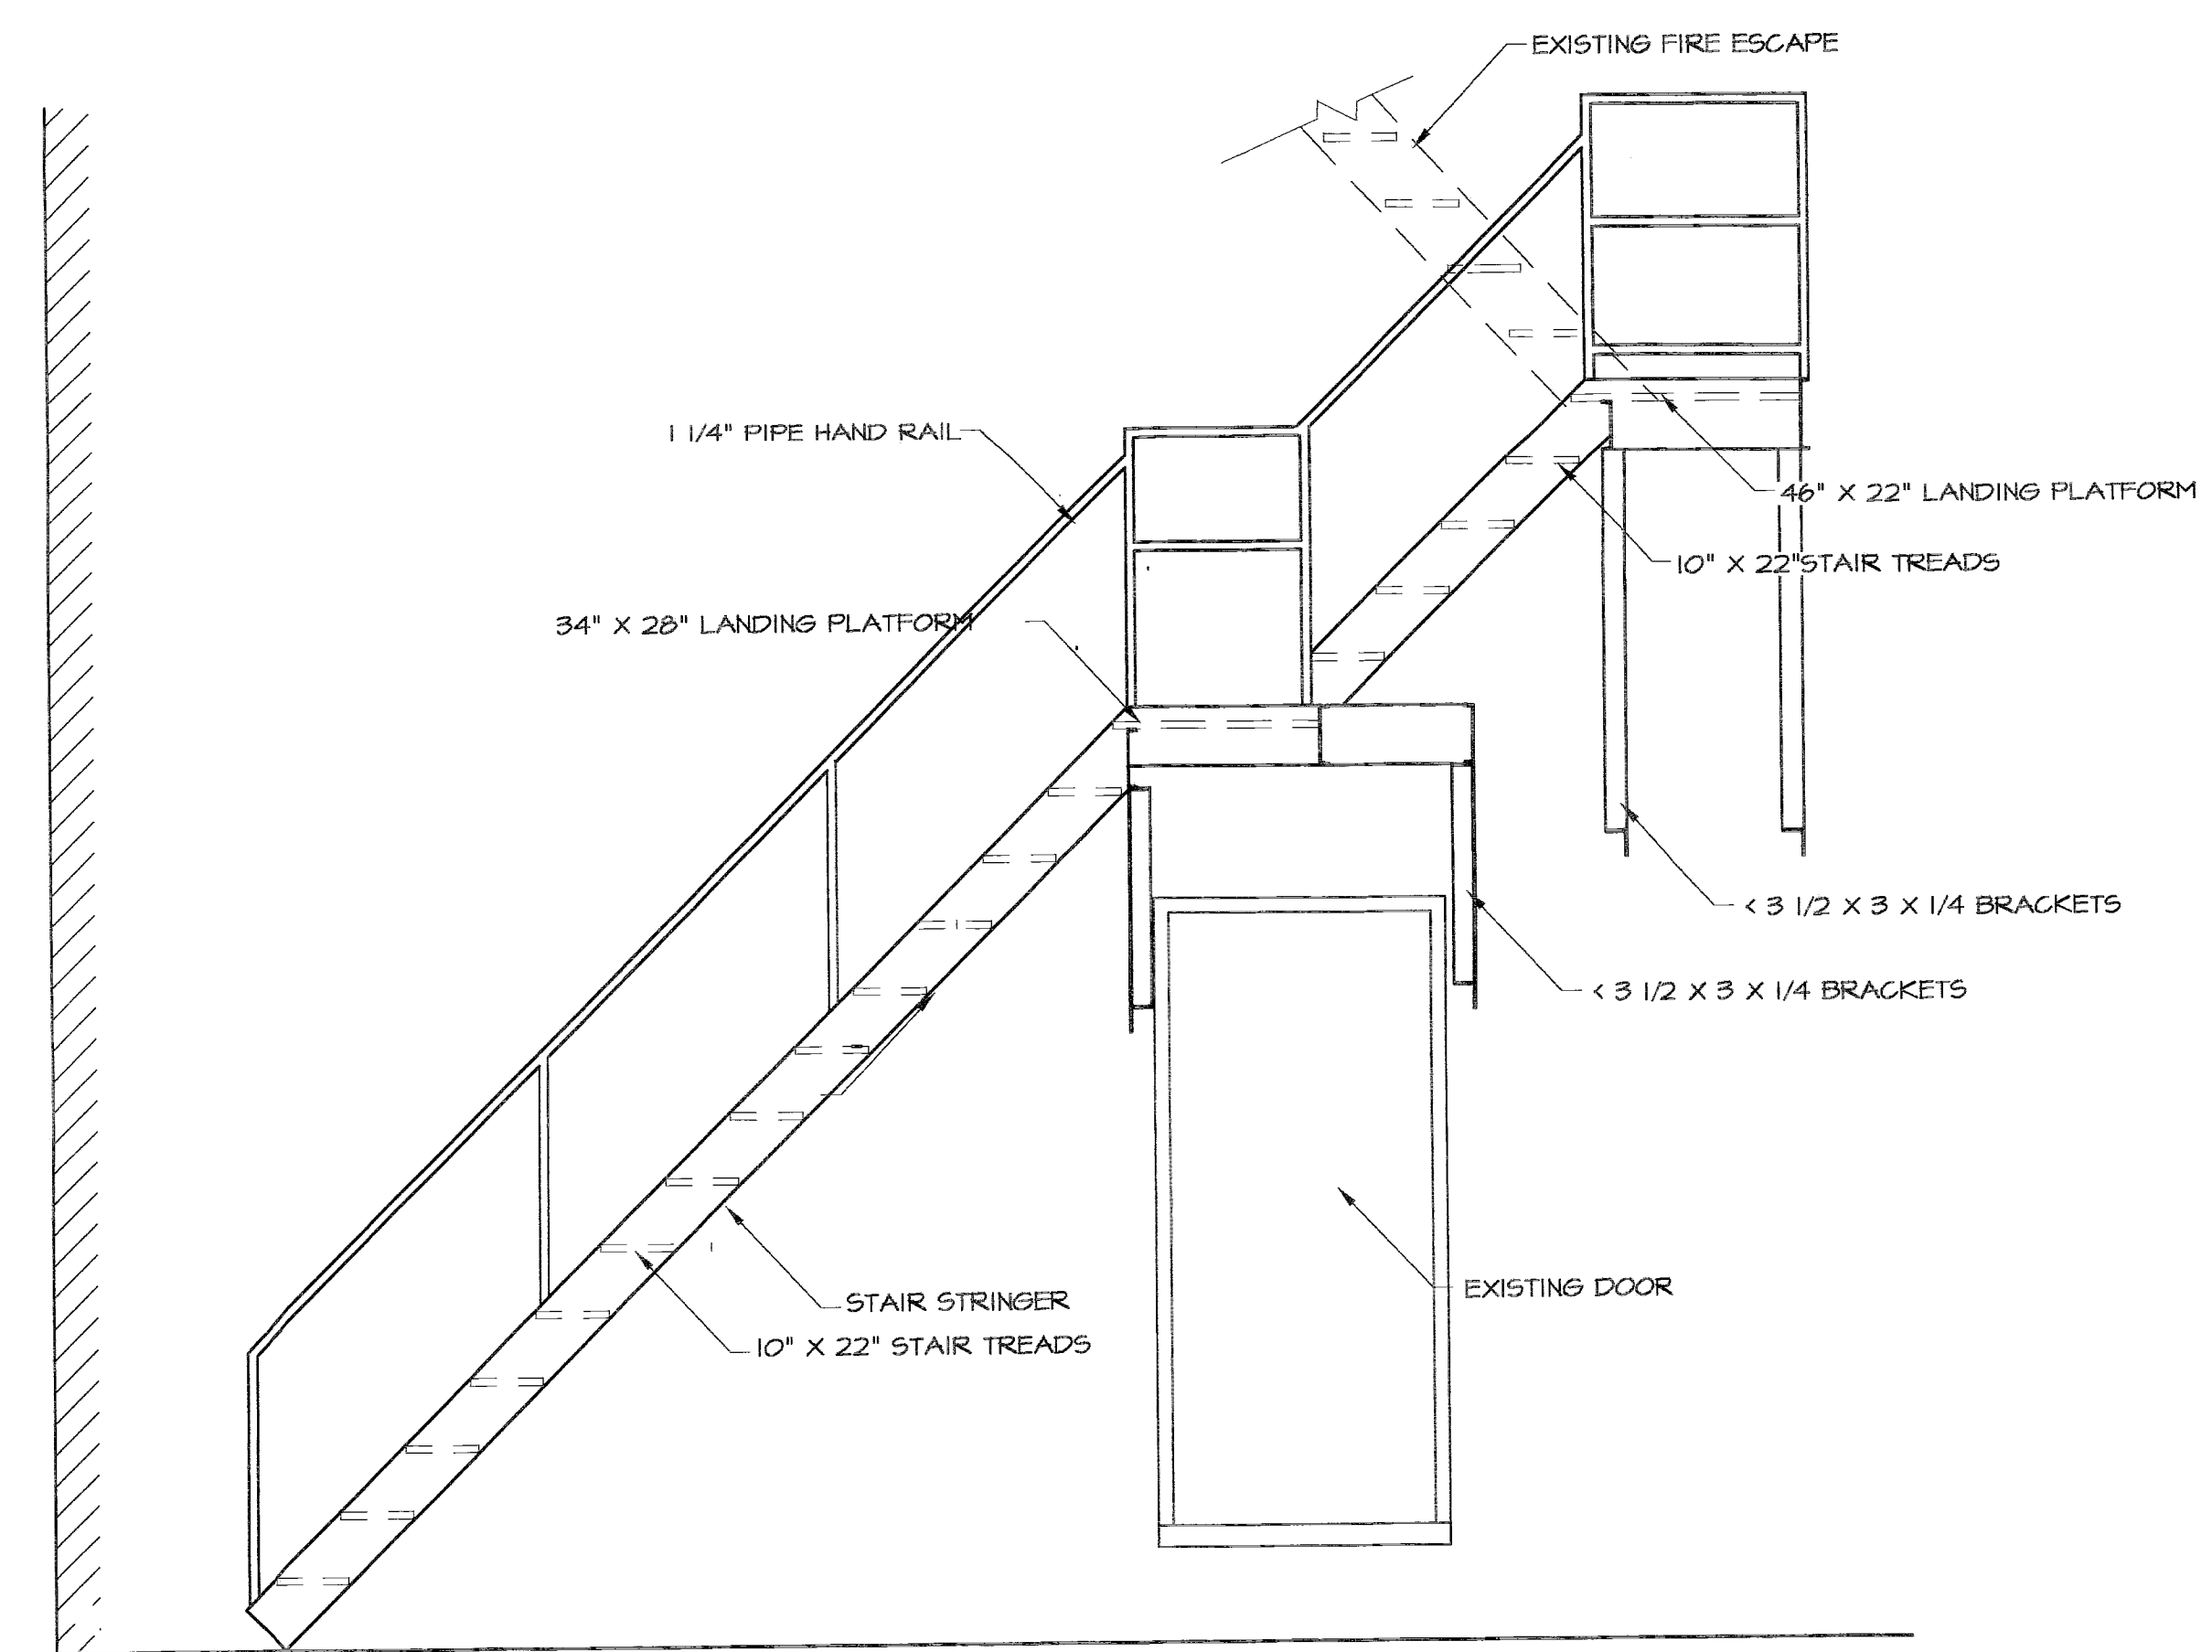 EXISTING FIRE ESCAPE
1 1/4" PIPE HAND RAIL
46" X 22" LANDING PLATFORM
10" X 22"STAIR TREADS
34" X 28" LANDING PLATFORM
< 3 1/2 X 3 X 1/4 BRACKETS
< 3 1/2 X 3 X 1/4 BRACKETS
EXISTING DOOR
STAIR STRINGER
10" X 22" STAIR TREADS